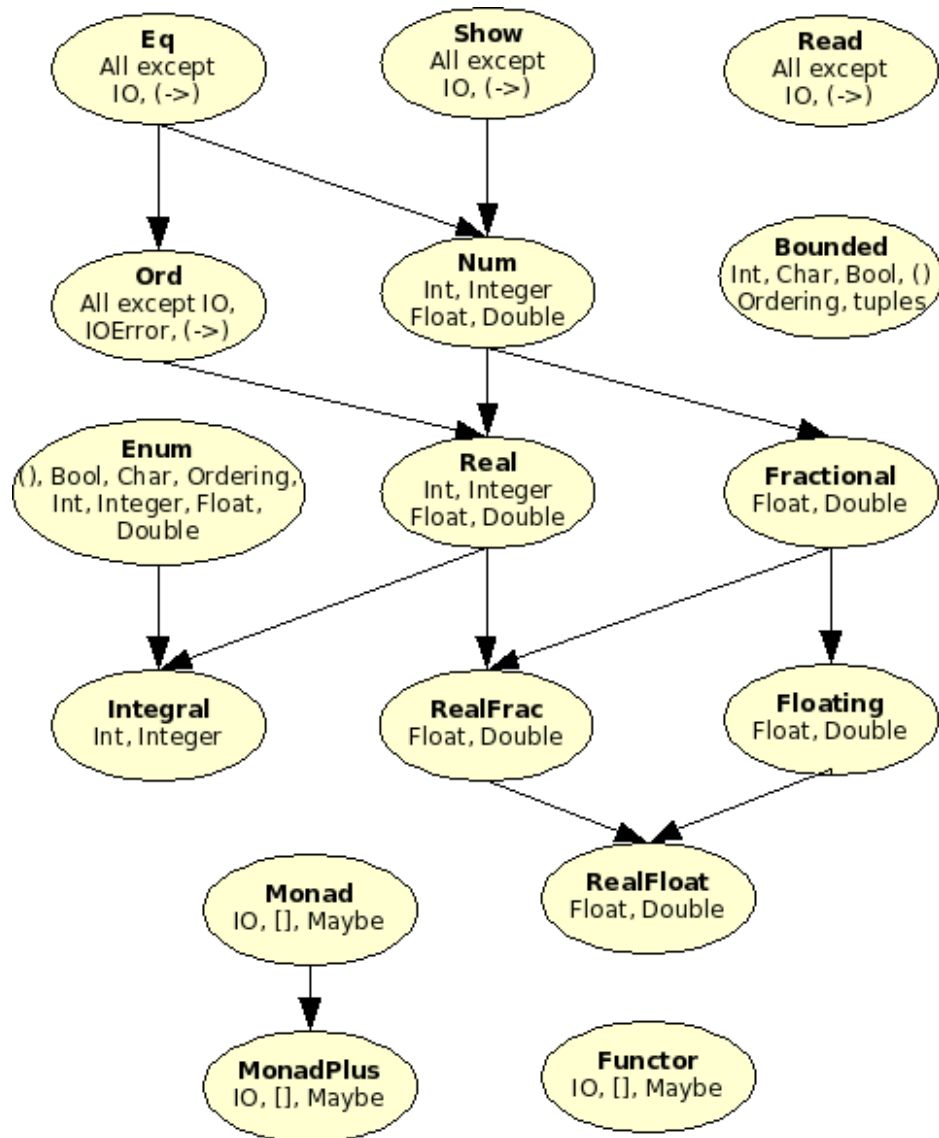 Eq
All except
IO, (->)
Show
All except
IO, (->)
Read
All except
IO, (->)
Ord
All except IO,
IOError, (->)
Num
Int, Integer
Float, Double
Bounded
Int, Char, Bool, ()
Ordering, tuples
Enum
(), Bool, Char, Ordering,
Int, Integer, Float,
Double
Real
Int, Integer
Float, Double
Fractional
Float, Double
Integral
Int, Integer
RealFrac
Float, Double
Floating
Float, Double
Monad
IO, [], Maybe
RealFloat
Float, Double
MonadPlus
IO, [], Maybe
Functor
IO, [], Maybe